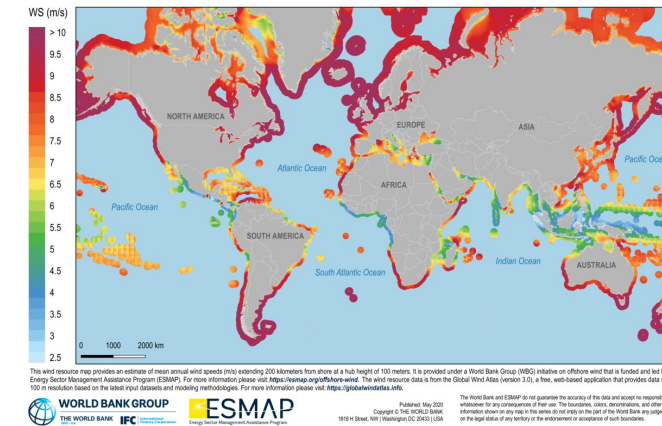 WS (m/s)
> 10
9.5
9
8.5
8
7.5
7
6.5
6
5.5
5
4.5
4
3.5
3
2.5
NORTH AMERICA
EUROPE
ASIA
Atlantic Ocean
Pacific Oce
AFRICA
Pacific Ocean
SOUTH AMERICA
Indian Ocean
South Atlantic Ocean
AUSTRALIA
0 1000 2000 km
This wind resource map provides an estimate of mean annual wind speeds (m/s) extending 200 kilometers from shore at a hub height of 100 meters. It is provided under a World Bank Group (WBG) initiative on offshore wind that is funded and led
Energy Sector Management Assistance Program (ESMAP). For more information please visit: https://esmap.org/offshore-wind. The wind resource data is from the Global Wind Atlas (version 3.0), a free, web-based application that provides data
100 m resolution based on the latest input datasets and modeling methodologies. For more information please visit: https://globalwindatlas.info.
WORLD BANK GROUP
THE WORLD BANK IFC International Finance Corporation
ESMAP
Energy Sector Management Assistance Program
Published: May 2020
Copyright © THE WORLD BANK
1818 H Street, NW | Washington DC 20433 | USA
The World Bank and ESMAP do not guarantee the accuracy of this data and accept no responsib
whatsoever for any consequences of their use. The boundaries, colors, denominations, and other
information shown on any map in this series do not imply on the part of the World Bank any judge
on the legal status of any territory or the endorsement or acceptance of such boundaries.